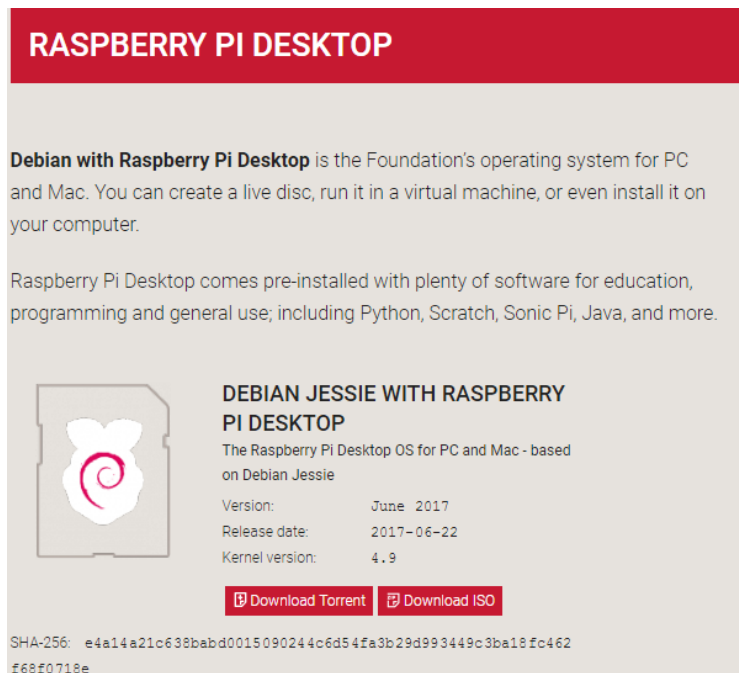 RASPBERRY PI DESKTOP
Debian with Raspberry Pi Desktop is the Foundation's operating system for PC
and Mac. You can create a live disc, run it in a virtual machine, or even install it on
your computer.
Raspberry Pi Desktop comes pre-installed with plenty of software for education,
programming and general use; including Python, Scratch, Sonic Pi, Java, and more.
DEBIAN JESSIE WITH RASPBERRY
PI DESKTOP
The Raspberry Pi Desktop OS for PC and Mac - based
on Debian Jessie
Version: June 2017
Release date: 2017-06-22
Kernel version: 4.9
Download Torrent Download ISO
SHA-256: e4a14a21c638babd0015090244c6d54fa3b29d993449c3ba18fc462
f68f0718e